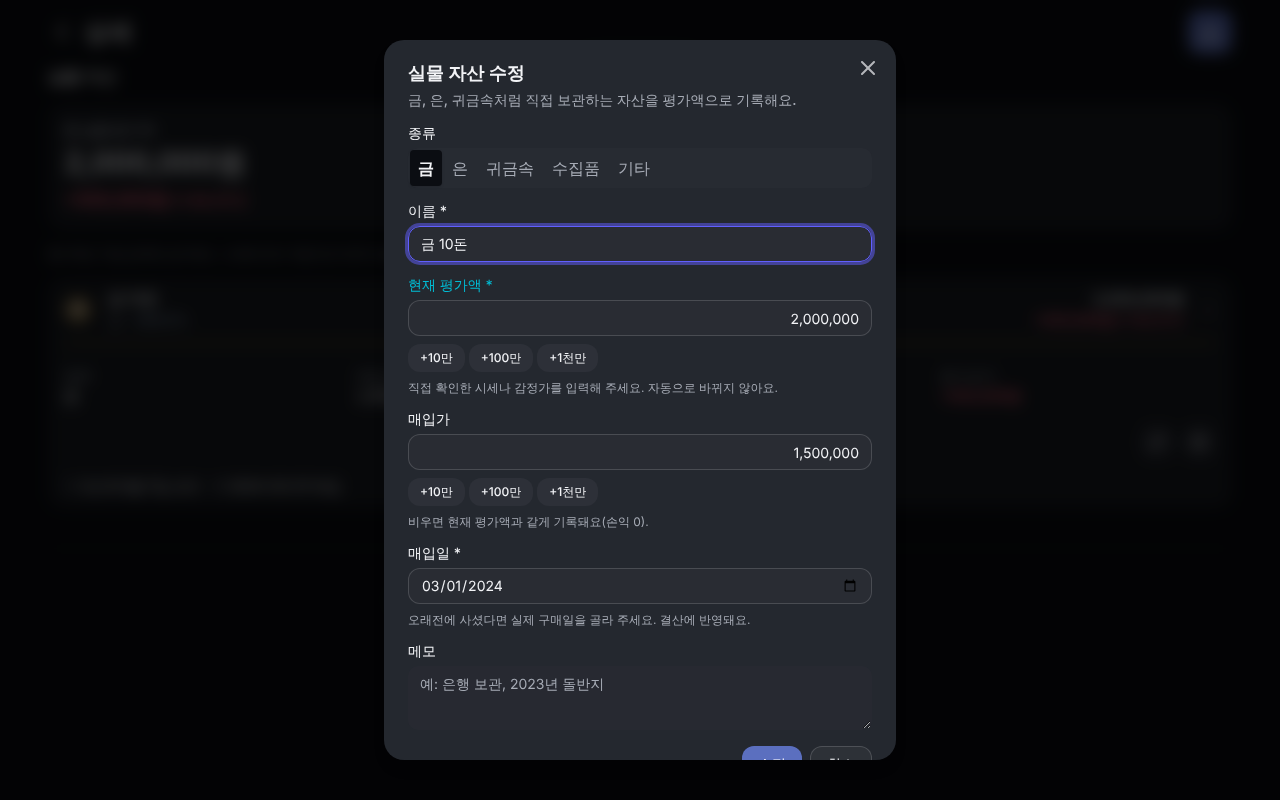 실물 자산 수정
금, 은, 귀금속처럼 직접 보관하는 자산을 평가액으로 기록해요.
종류
금 은 귀금속 수집품 기타
이름 *
금 10돈
현재 평가액 *
2,000,000
+10만 +100만 +1천만
직접 확인한 시세나 감정가를 입력해 주세요. 자동으로 바뀌지 않아요.
매입가
1,500,000
+10만 +100만 +1천만
비우면 현재 평가액과 같게 기록돼요(손익 0).
매입일 *
03/01/2024
오래전에 사셨다면 실제 구매일을 골라 주세요. 결산에 반영돼요.
메모
예: 은행 보관, 2023년 돌반지